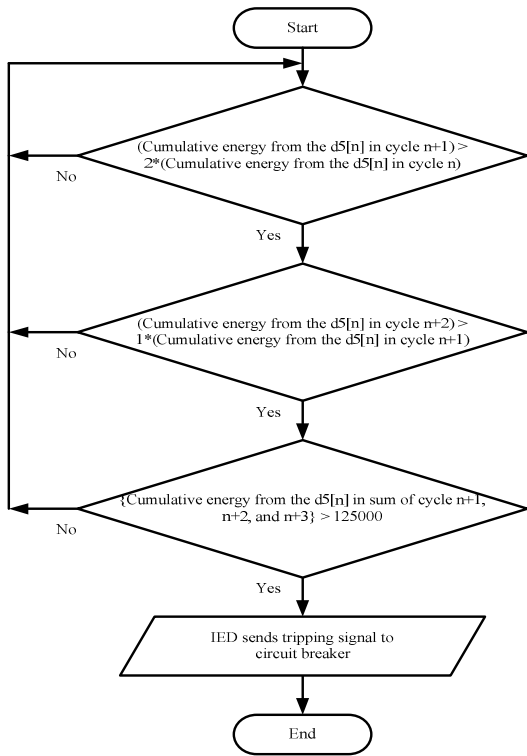 Start
(Cumulative energy from the d5[n] in cycle n+1) >
2*(Cumulative energy from the d5[n] in cycle n)
No
Yes
(Cumulative energy from the d5[n] in cycle n+2) >
1*(Cumulative energy from the d5[n] in cycle n+1)
No
Yes
{Cumulative energy from the d5[n] in sum of cycle n+1,
n+2, and n+3} > 125000
No
Yes
IED sends tripping signal to
circuit breaker
End